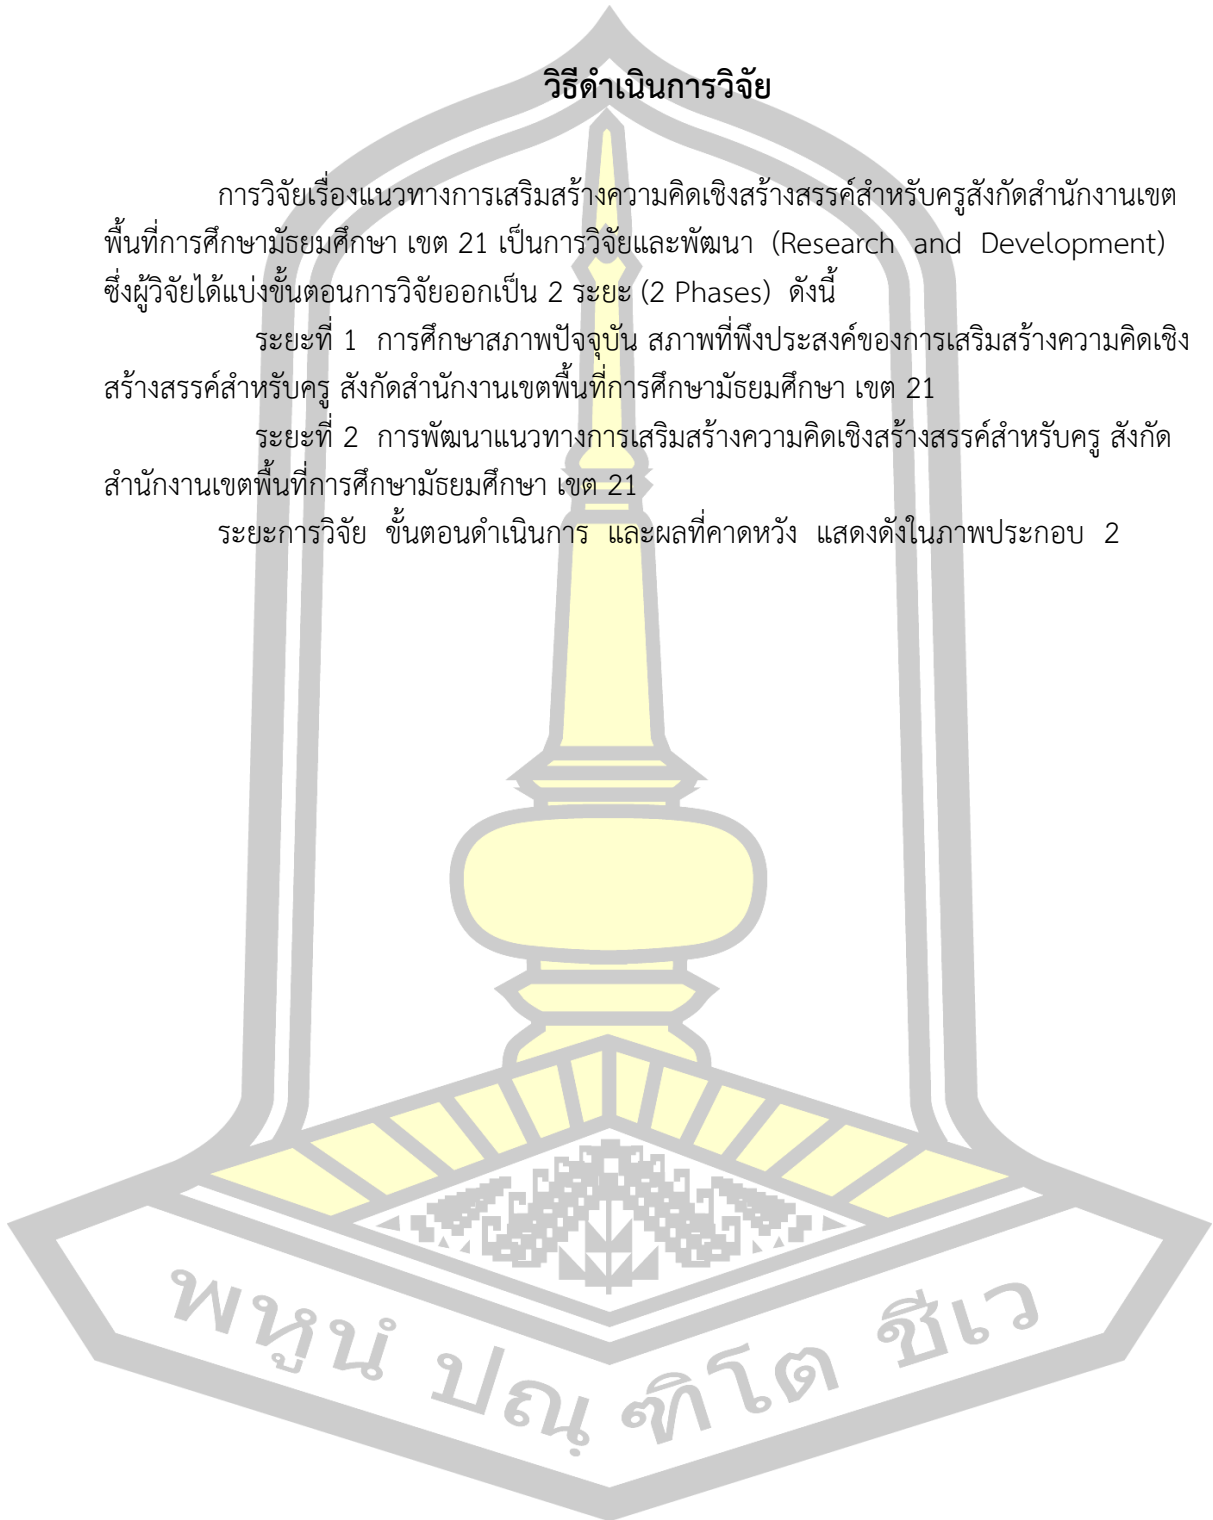 วิธีดำเนินการวิจัย
การวิจัยเรื่องแนวทางการเสริมสร้างความคิดเชิงสร้างสรรค์สำหรับครูสังกัดสำนักงานเขต
พื้นที่การศึกษามัธยมศึกษา เขต 21 เป็นการวิจัยและพัฒนา (Research and Development)
ซึ่งผู้วิจัยได้แบ่งขั้นตอนการวิจัยออกเป็น 2 ระยะ (2 Phases) ดังนี้
ระยะที่ 1 การศึกษาสภาพปัจจุบัน สภาพที่พึงประสงค์ของการเสริมสร้างความคิดเชิง
สร้างสรรค์สำหรับครู สังกัดสำนักงานเขตพื้นที่การศึกษามัธยมศึกษา เขต 21
ระยะที่ 2 การพัฒนาแนวทางการเสริมสร้างความคิดเชิงสร้างสรรค์สำหรับครู สังกัด
สำนักงานเขตพื้นที่การศึกษามัธยมศึกษา เขต 21
ระยะการวิจัย ขั้นตอนดำเนินการ และผลที่คาดหวัง แสดงดังในภาพประกอบ 2
พหูนํ ปณฺ ฑิโต ชีเว